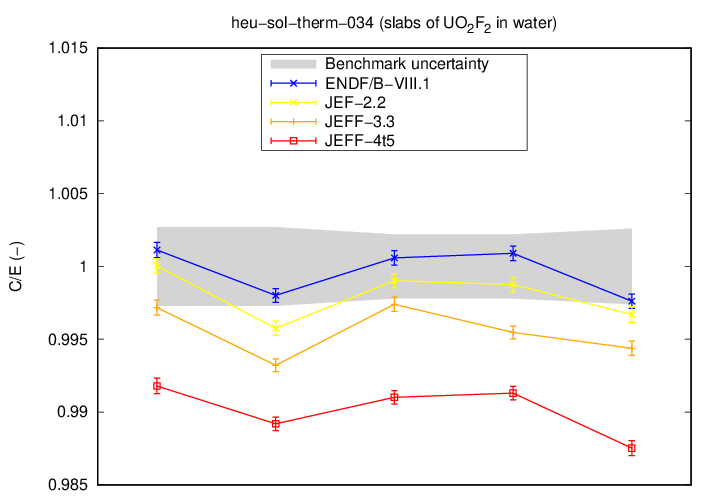 heu−sol−therm−034 (slabs of UO2F2 in water)
1.015
1.01
1.005
1
0.995
0.99
0.985
C/E (−)
Benchmark uncertainty
ENDF/B−VIII.1
JEF−2.2
JEFF−3.3
JEFF−4t5